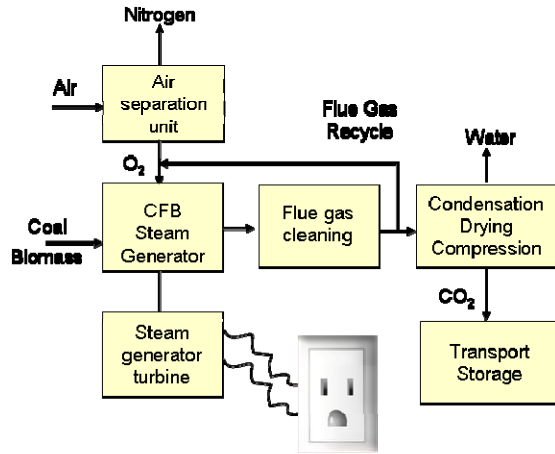 Nitrogen
Air
Air
separation
unit
Flue Gas
Recycle
Water
O₂
Coal
Biomass
CFB
Steam
Generator
Flue gas
cleaning
Condensation
Drying
Compression
CO₂
Steam
generator
turbine
Transport
Storage